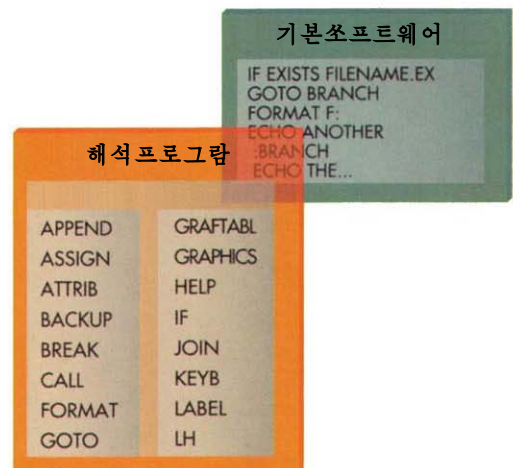 기본쏘프트웨어
IF EXISTS FILENAME.EX
GOTO BRANCH
FORMAT F:
ECHO ANOTHER
:BRANCH
ECHO THE...
해석프로그람
APPEND
ASSIGN
ATTRIB
BACKUP
BREAK
CALL
FORMAT
GOTO
GRAFTABL
GRAPHICS
HELP
IF
JOIN
KEYB
LABEL
LH